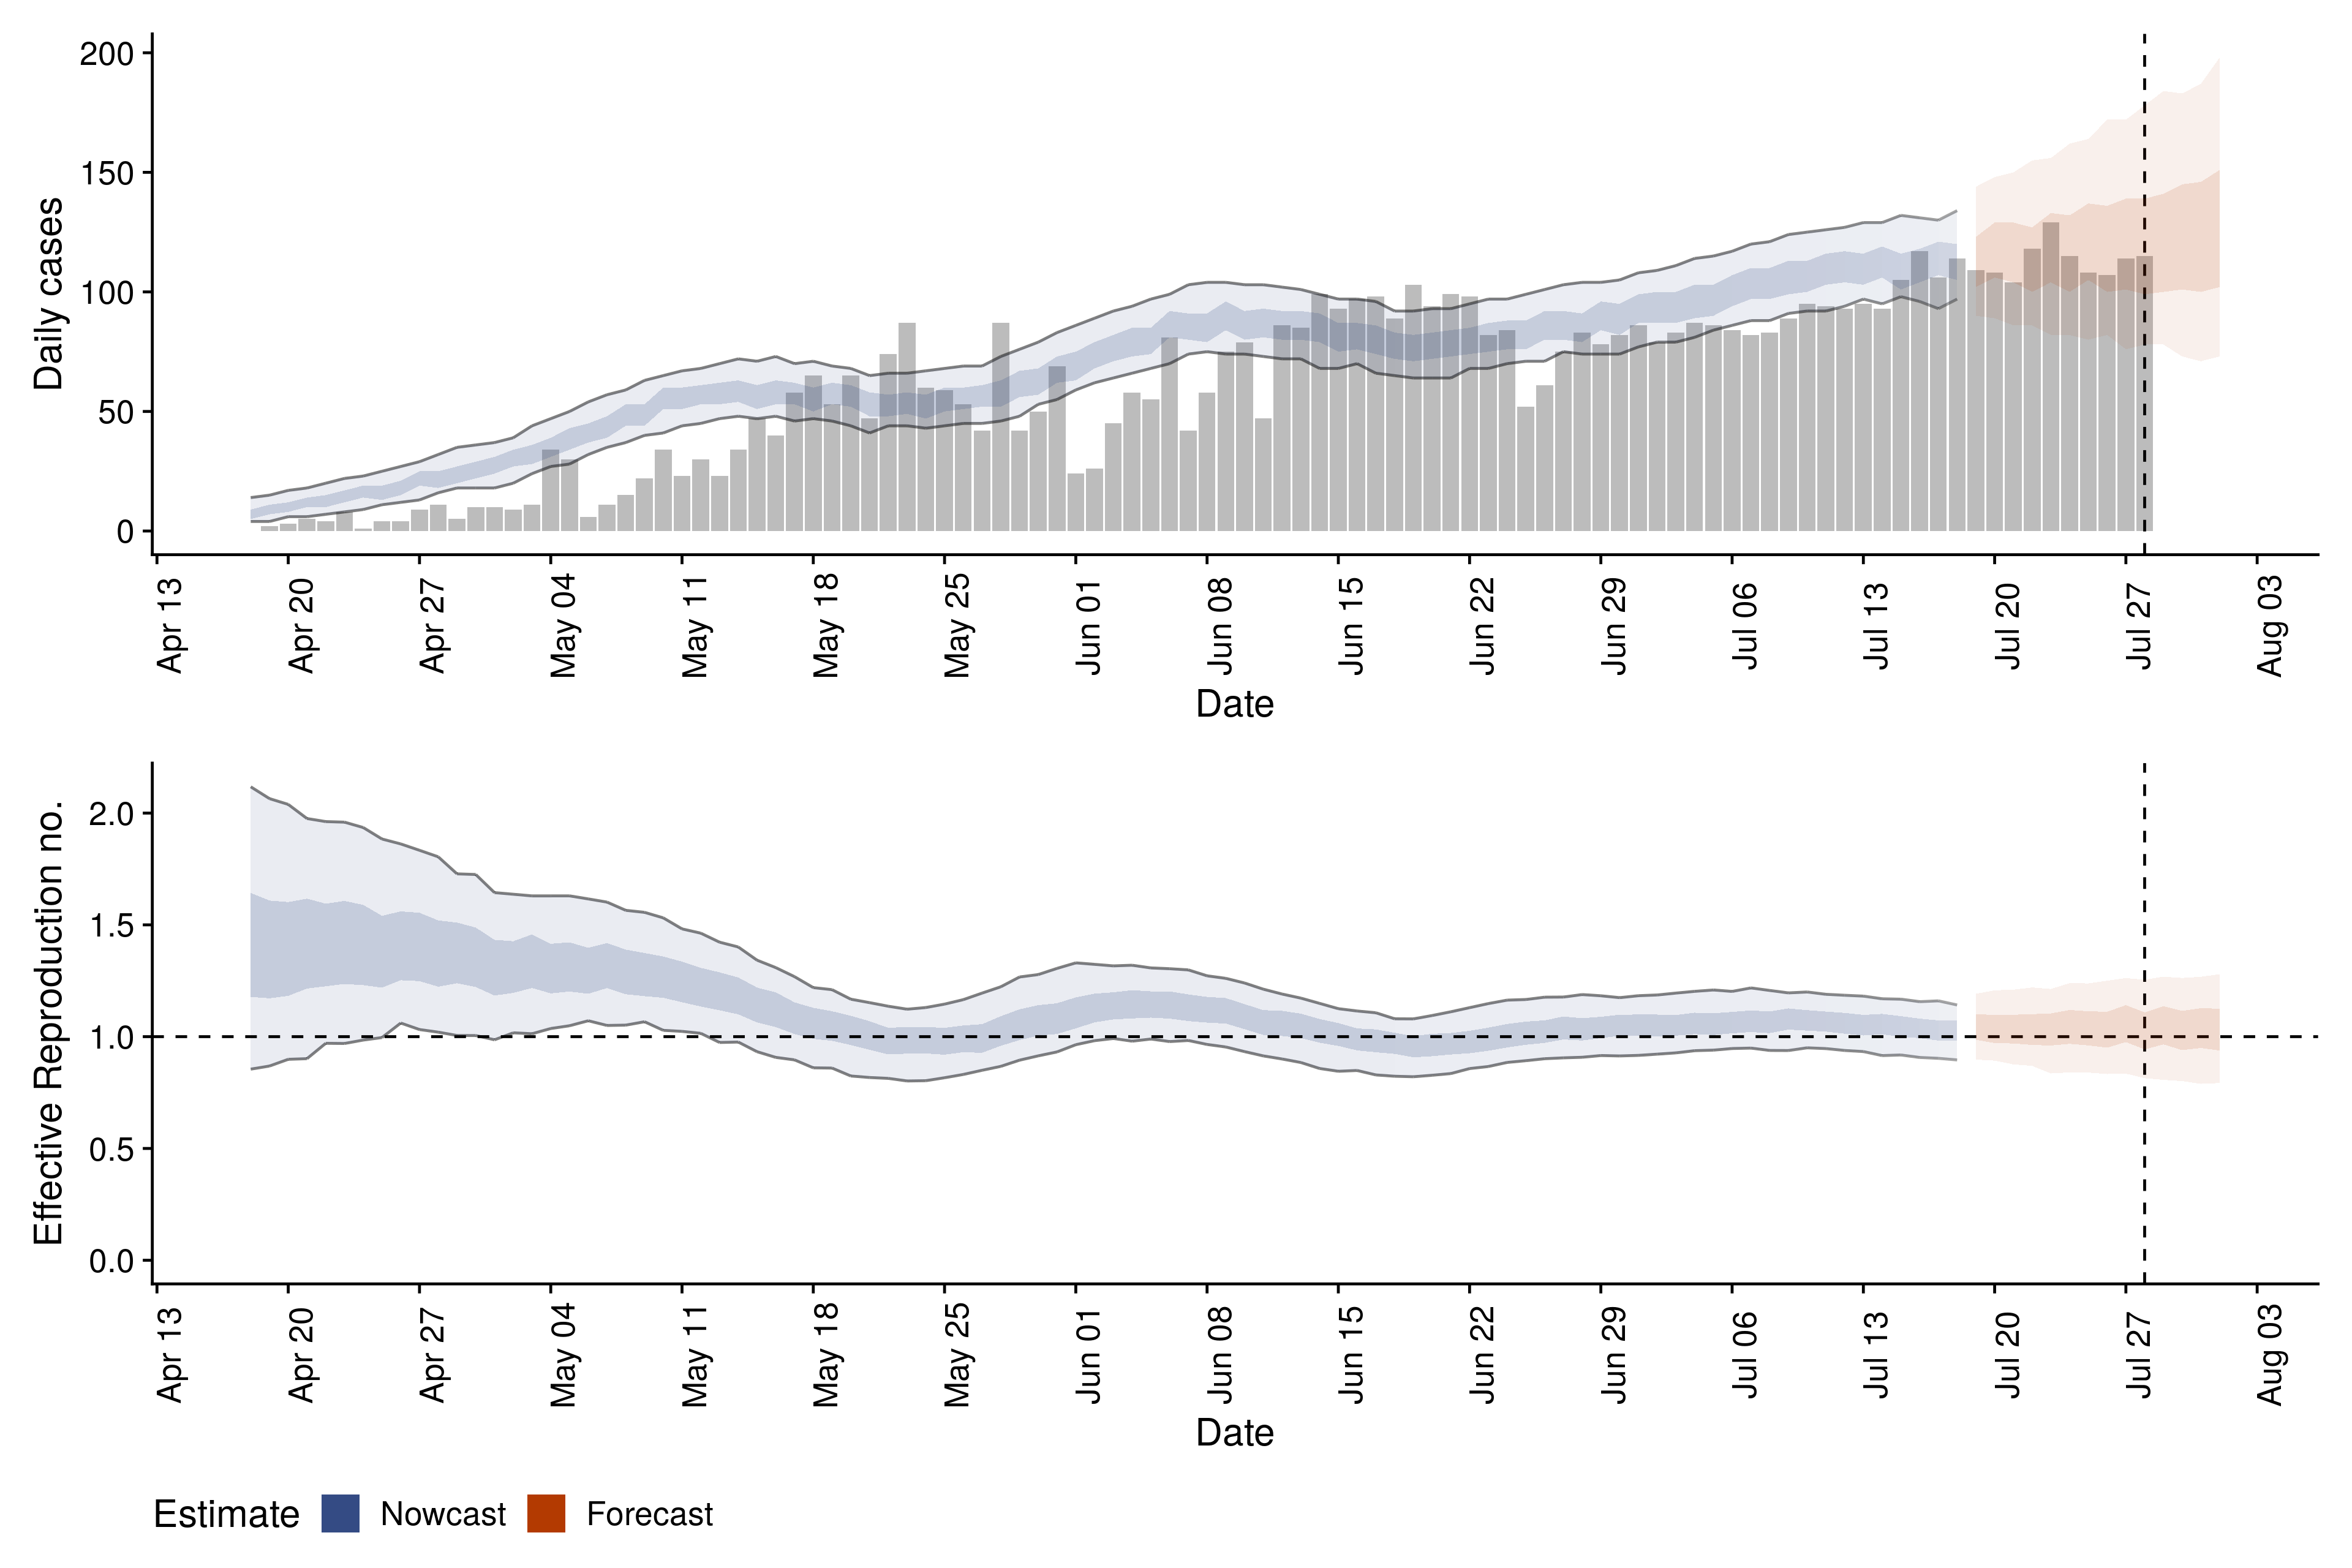 200
150
100
50
0
Daily cases
Apr 13
Apr 20
Apr 27
May 04
May 11
May 18
May 25
Jun 01
Jun 08
Jun 15
Jun 22
Jun 29
Jul 06
Jul 13
Jul 20
Jul 27
Aug 03
Date
2.0
1.5
1.0
0.5
0.0
Effective Reproduction no.
Apr 13
Apr 20
Apr 27
May 04
May 11
May 18
May 25
Jun 01
Jun 08
Jun 15
Jun 22
Jun 29
Jul 06
Jul 13
Jul 20
Jul 27
Aug 03
Date
Estimate Nowcast Forecast